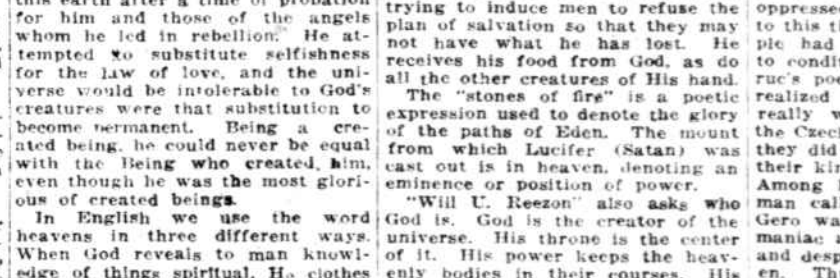 this earth after a time of probation
for him and those of the angels
whom he led in rebellion. He at-
tempted to substitute selfishness
for the law of love, and the uni-
verse would be intolerable to God's
creatures were that substitution to
become permanent. Being a cre-
ated being, he could never be equal
with the Being who created, him,
even though he was the most glori-
ous of created beings.
In English we use the word
heavens in three different ways.
When God reveals to man knowl-
edge of things spiritual, He clothes
trying to induce men to refuse the
plan of salvation so that they may
not have what he has lost. He
receives his food from God, as do
all the other creatures of His hand.
The "stones of fire" is a poetic
expression used to denote the glory
of the paths of Eden. The mount
from which Lucifer (Satan) was
cast out is in heaven, denoting an
eminence or position of power.
"Will U. Reezon" also asks who
God is. God is the creator of the
universe. His throne is the center
of it. His power keeps the heav-
enly bodies in their courses. His
oppresse
to this
ple had
to condit
ruc's po
realized
really
the Czec
they did
their kin
Among
man cal
Gero wa
maniac
and des
en.